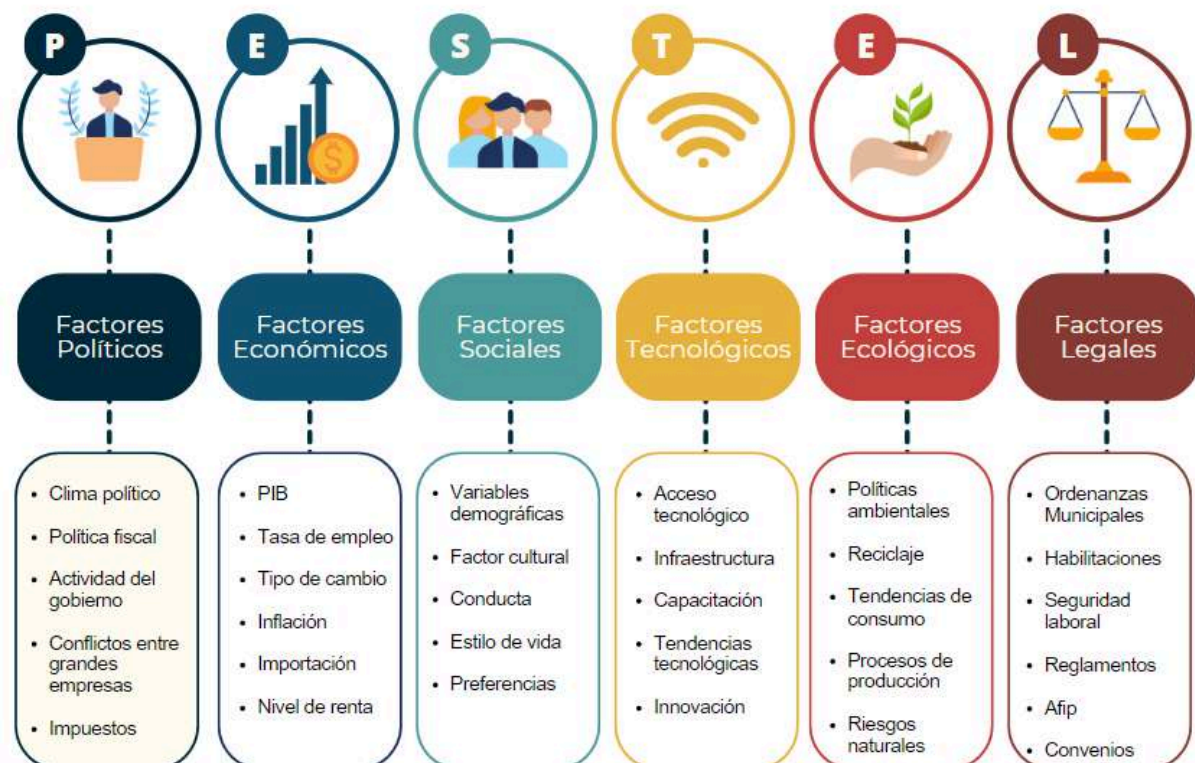 P
E
S
T
E
L
$
Factores
Políticos
Factores
Económicos
Factores
Sociales
Factores
Tecnológicos
Factores
Ecológicos
Factores
Legales
• Clima político
• Política fiscal
• Actividad del
gobierno
• Conflictos entre
grandes
empresas
• Impuestos
• PIB
• Tasa de empleo
• Tipo de cambio
• Inflación
• Importación
• Nivel de renta
• Variables
demográficas
• Factor cultural
• Conducta
• Estilo de vida
• Preferencias
• Acceso
tecnológico
• Infraestructura
• Capacitación
• Tendencias
tecnológicas
• Innovación
• Políticas
ambientales
• Reciclaje
• Tendencias de
consumo
• Procesos de
producción
• Riesgos
naturales
• Ordenanzas
Municipales
• Habilitaciones
• Seguridad
laboral
• Reglamentos
• Afip
• Convenios